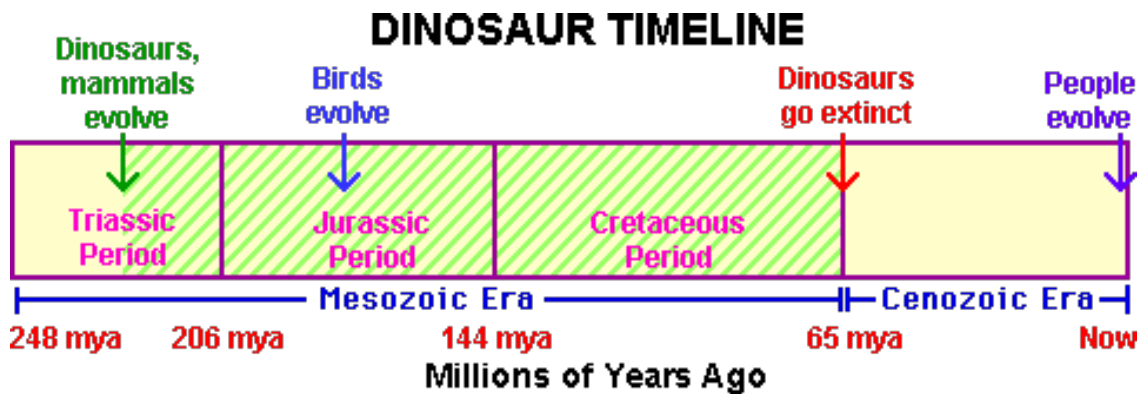 DINOSAUR TIMELINE
Dinosaurs,
mammals
evolve
Birds
evolve
Dinosaurs
go extinct
People
evolve
Triassic
Period
Jurassic
Period
Cretaceous
Period
Mesozoic Era
Cenozoic Era
248 mya
206 mya
144 mya
65 mya
Now
Millions of Years Ago